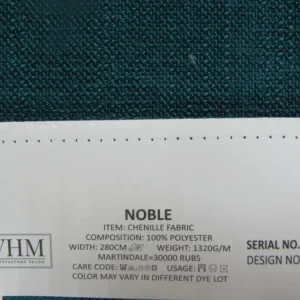 NOBLE
ITEM: CHENILLE FABRIC
COMPOSITION: 100% POLYESTER
WIDTH: 280CM WEIGHT: 1320G/M
MARTINDALE=30000 RUBS
CARE CODE: USAGE:
COLOR MAY VARY IN DIFFERENT DYE LOT
VHM
SERIAL NO.
DESIGN NO